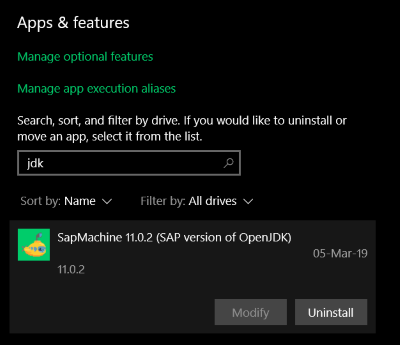 Apps & features
Manage optional features
Manage app execution aliases
Search, sort, and filter by drive. If you would like to uninstall or
move an app, select it from the list.
jdk
Sort by: Name Filter by: All drives
SapMachine 11.0.2 (SAP version of OpenJDK)
05-Mar-19
11.0.2
Modify Uninstall